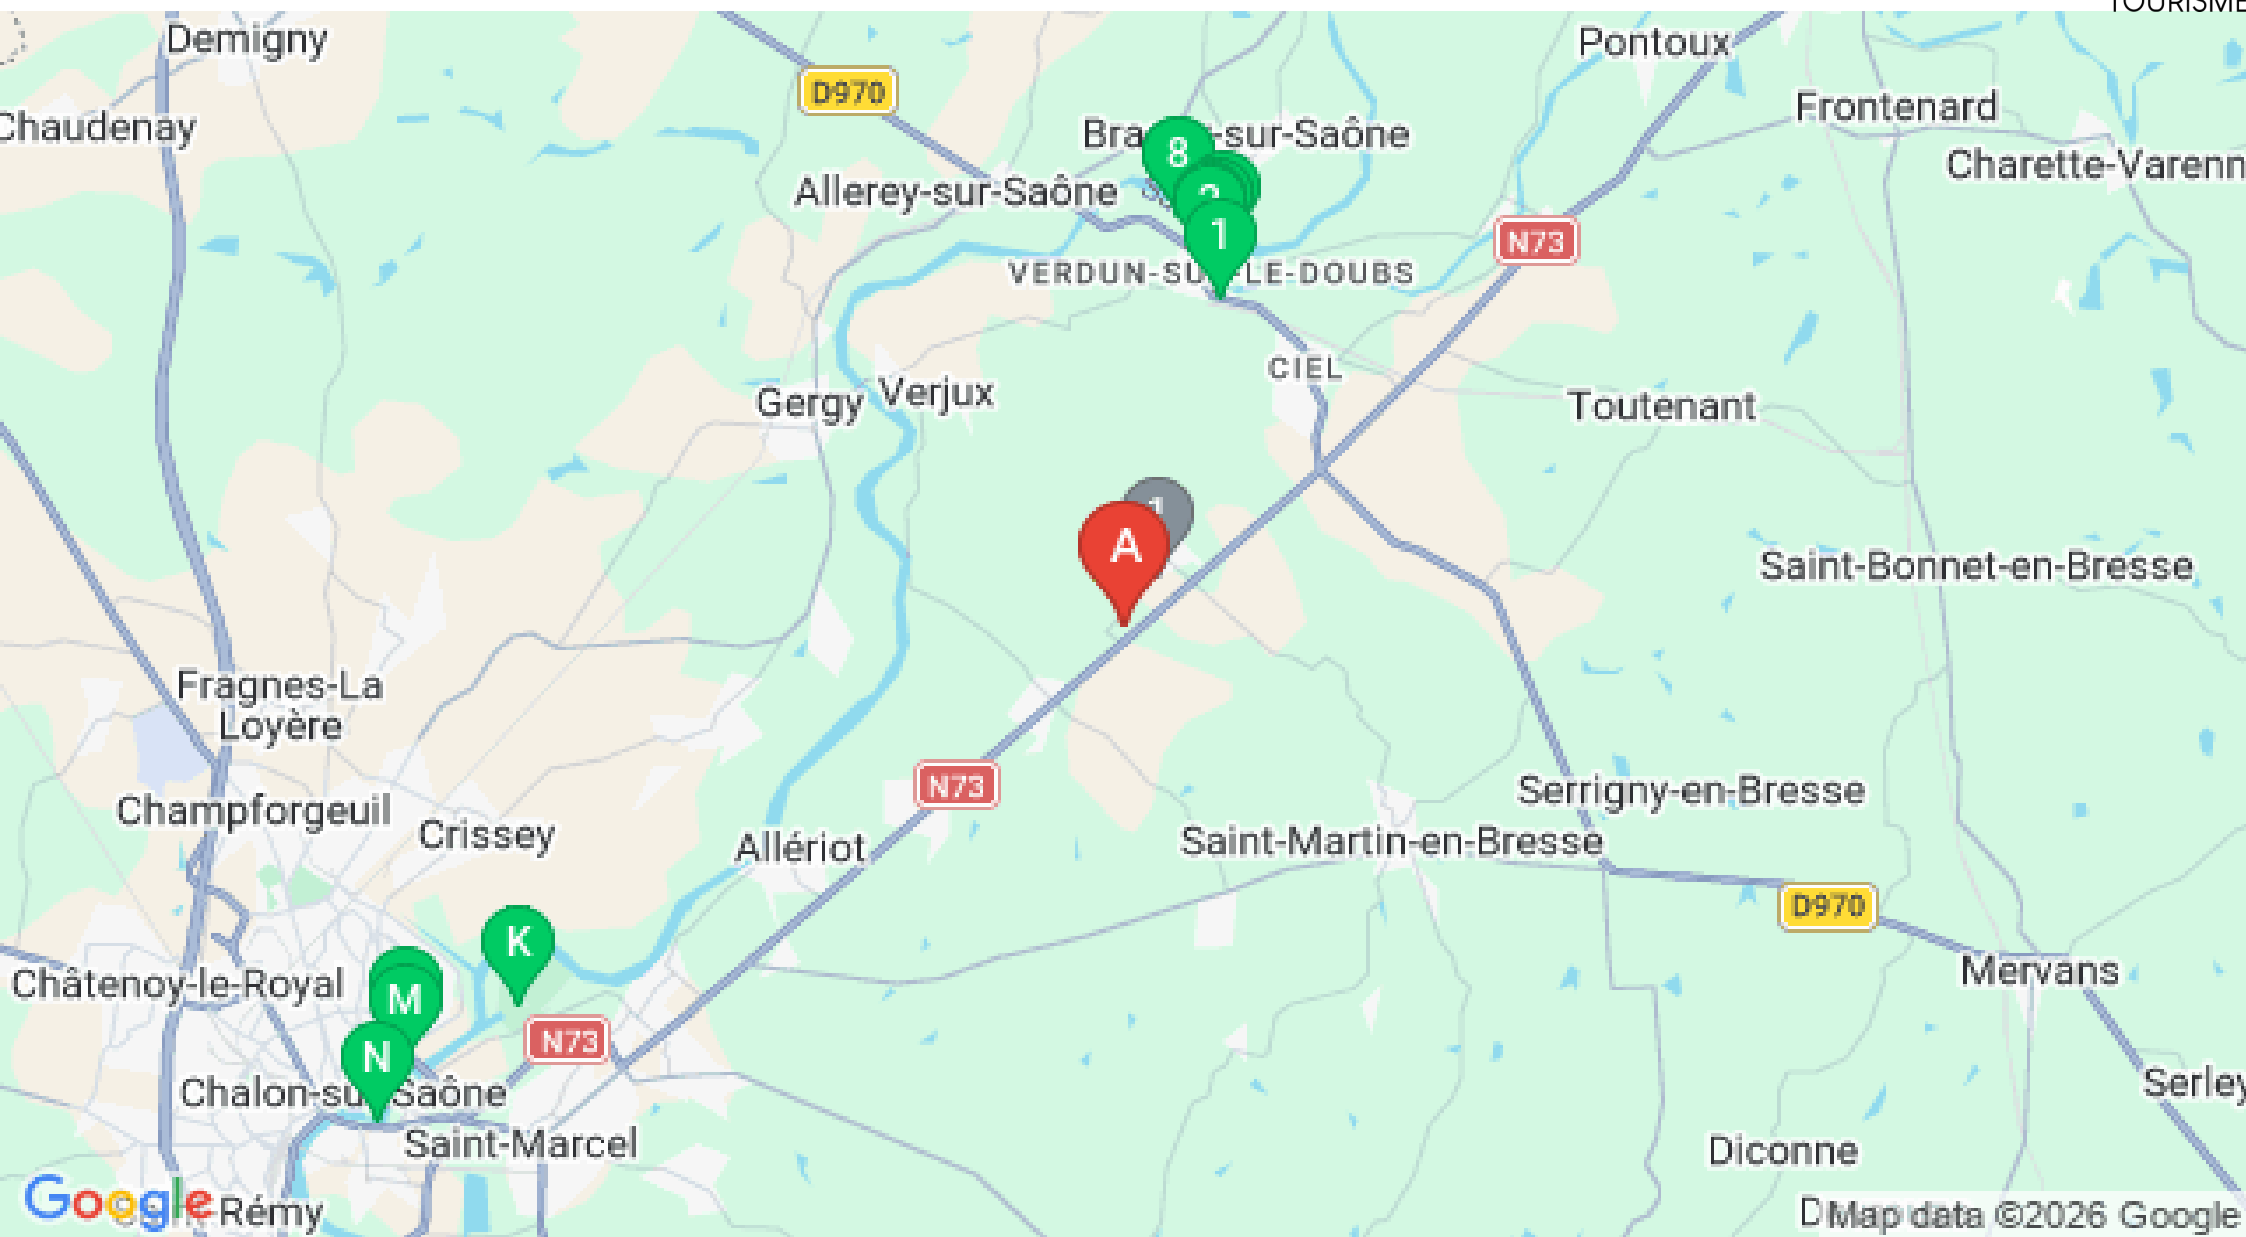 TOURISME
Demigny
Pontoux
D970
Frontenard
Chaudenay
8
Allerey-sur-Saône
Charette-Varenn
1
N73
VERDUN-SU
LE-DOUBS
CIEL
Gergy
Verjux
Toutenant
1
A
Saint-Bonnet-en-Bresse
Fragnes-La
Loyère
N73
Serrigny-en-Bresse
Champforgeuil
Crissey
Allériot
Saint-Martin-en-Bresse
D970
K
Châtenoy-le-Royal
M
Mervans
N73
N
Chalon-su
Saône
Serley
Saint-Marcel
Diconne
Google
Rémy
Map data ©2026 Google